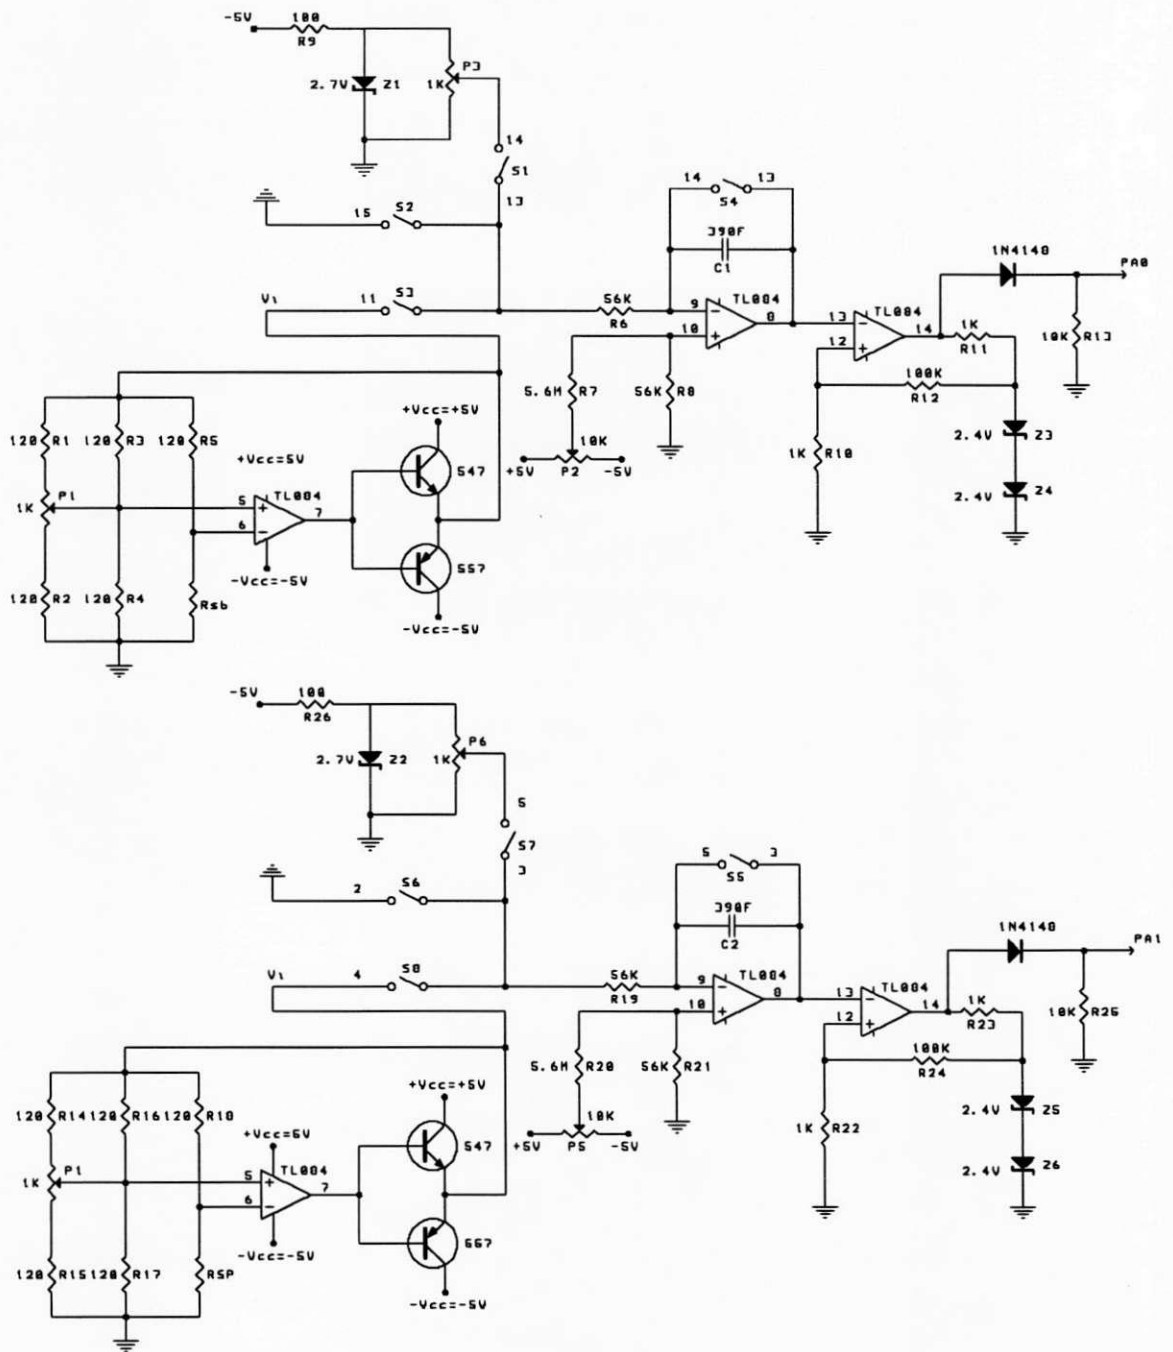 -5V
100
R9
P3
2.7V
Z1
1K
14
S1
13
15
S2
14
13
S4
390F
C1
1N4148
PA0
Vi
11
S3
56K
R6
9
TL084
8
10
13
TL084
14
12
1K
R11
10K
R13
5.6M
R7
56K
R8
100K
R12
+Vcc=+5V
10K
+5V
P2
-5V
2.4V
Z3
120
R1
120
R3
120
R5
547
1K
R10
+Vcc=5V
P1
1K
5
TL084
7
6
2.4V
Z4
557
-Vcc=-5V
120
R2
120
R4
Rsb
-Vcc=-5V
-5V
100
R26
P6
2.7V
Z2
1K
5
S7
3
2
S6
5
3
S5
390F
C2
1N4148
PA1
Vi
4
S8
56K
R19
9
TL084
8
10
13
TL084
14
12
1K
R23
10K
R25
5.6M
R20
56K
R21
100K
R24
+Vcc=+5V
10K
+5V
P5
-5V
2.4V
Z5
120
R14
120
R16
120
R18
547
1K
R22
+Vcc=5V
P1
1K
5
TL084
7
6
2.4V
Z6
557
-Vcc=-5V
120
R15
120
R17
RSP
-Vcc=-5V